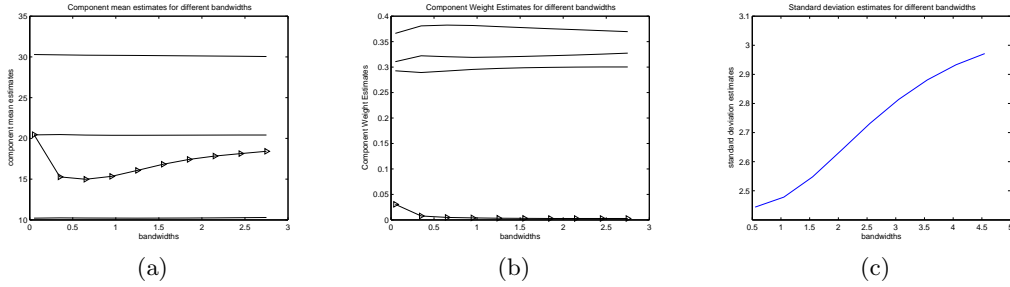 Component mean estimates for different bandwidths
35
30
25
20
15
10
component mean estimates
0 0.5 1 1.5 2 2.5 3
bandwidths
(a)
Component Weight Estimates for different bandwidths
0.4
0.35
0.3
0.25
0.2
0.15
0.1
0.05
0
Component Weight Estimates
0 0.5 1 1.5 2 2.5 3
bandwidths
(b)
Standard deviation estimates for different bandwidths
3.1
3
2.9
2.8
2.7
2.6
2.5
standard deviation estimates
0.5 1 1.5 2 2.5 3 3.5 4 4.5 5
bandwidths
(c)